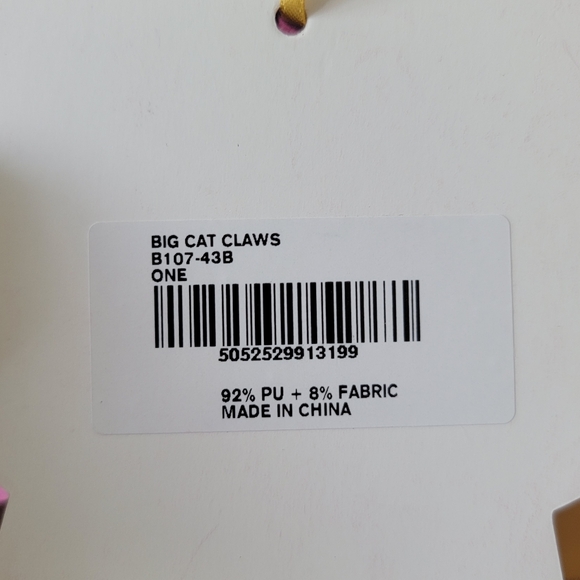 BIG CAT CLAWS
B107-43B
ONE
5052529913199
92% PU + 8% FABRIC
MADE IN CHINA